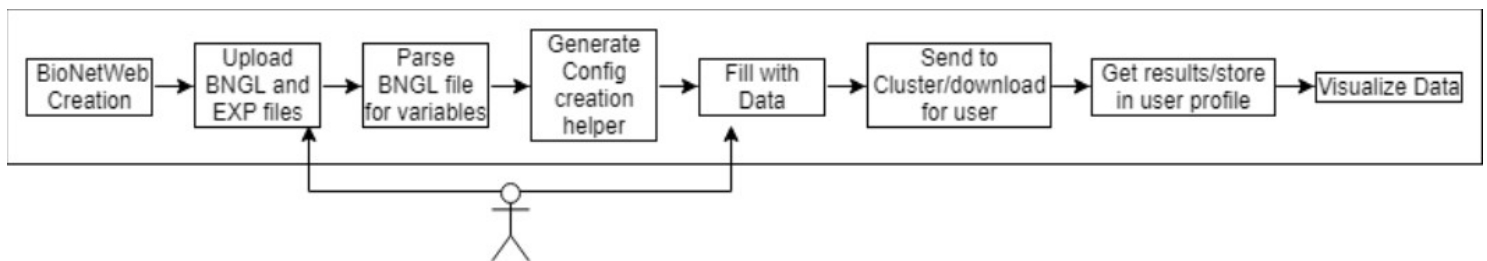 BioNetWeb
Creation
Upload
BNGL and
EXP files
Parse
BNGL file
for variables
Generate
Config
creation
helper
Fill with
Data
Send to
Cluster/download
for user
Get results/store
in user profile
Visualize Data